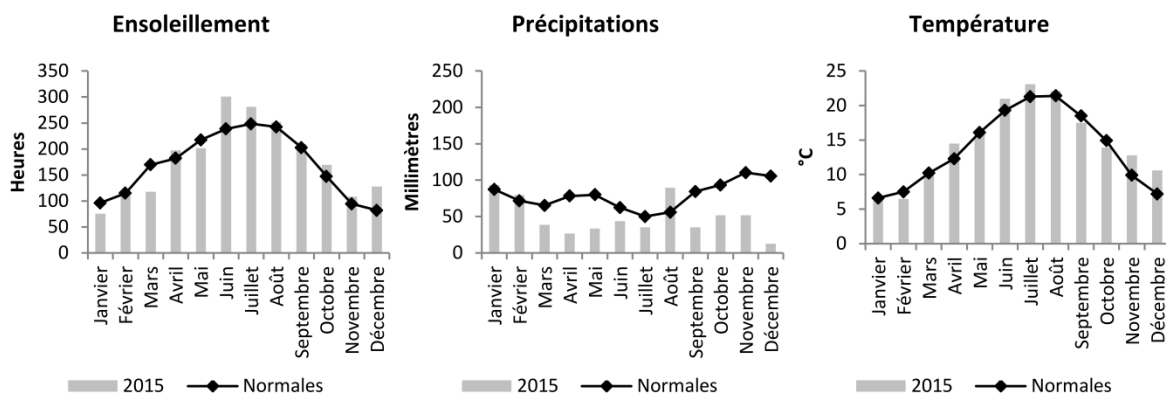 Ensoleillement
Heures
350
300
250
200
150
100
50
0
Janvier
Février
Mars
Avril
Mai
Juin
Juillet
Août
Septembre
Octobre
Novembre
Décembre
2015
Normales
Précipitations
Millimètres
250
200
150
100
50
0
Janvier
Février
Mars
Avril
Mai
Juin
Juillet
Août
Septembre
Octobre
Novembre
Décembre
2015
Normales
Température
°C
25
20
15
10
5
0
Janvier
Février
Mars
Avril
Mai
Juin
Juillet
Août
Septembre
Octobre
Novembre
Décembre
2015
Normales